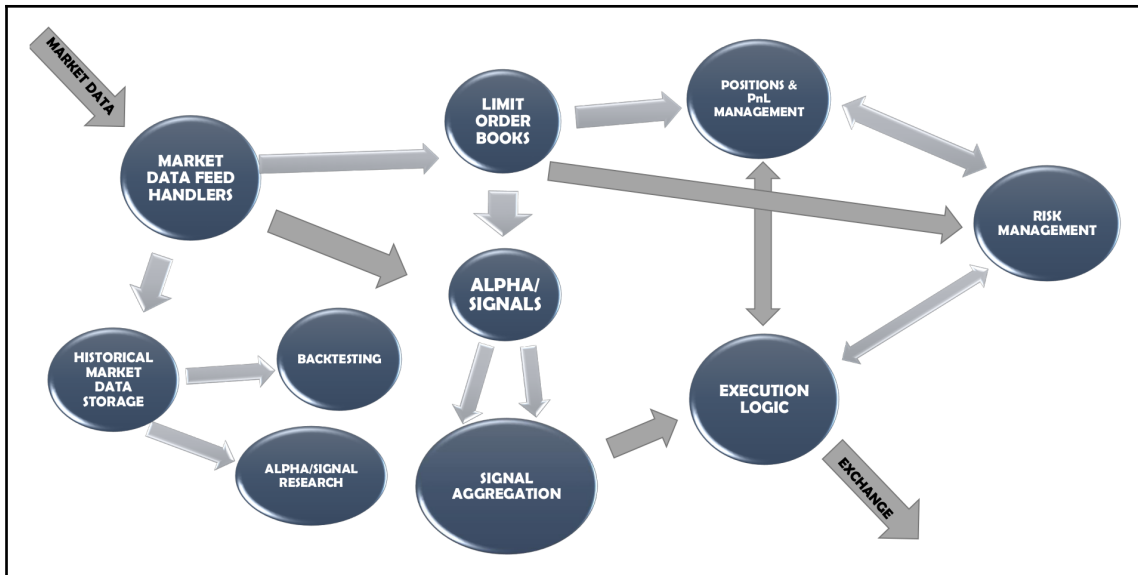 MARKET DATA
MARKET
DATA FEED
HANDLERS
LIMIT
ORDER
BOOKS
POSITIONS &
PnL
MANAGEMENT
RISK
MANAGEMENT
ALPHA/
SIGNALS
HISTORICAL
MARKET
DATA
STORAGE
BACKTESTING
ALPHA/SIGNAL
RESEARCH
SIGNAL
AGGREGATION
EXECUTION
LOGIC
EXCHANGE